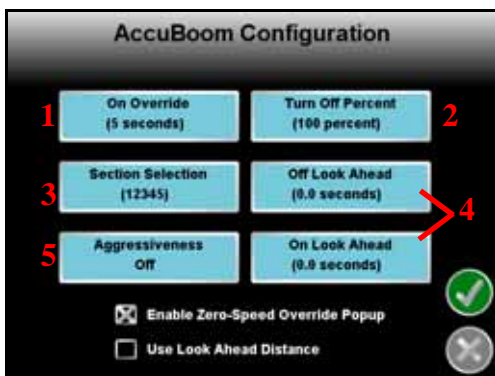 AccuBoom Configuration
1
On Override
(5 seconds)
Turn Off Percent
(100 percent)
2
3
Section Selection
(12345)
Off Look Ahead
(0.0 seconds)
4
5
Aggressiveness
Off
On Look Ahead
(0.0 seconds)
Enable Zero-Speed Override Popup
Use Look Ahead Distance